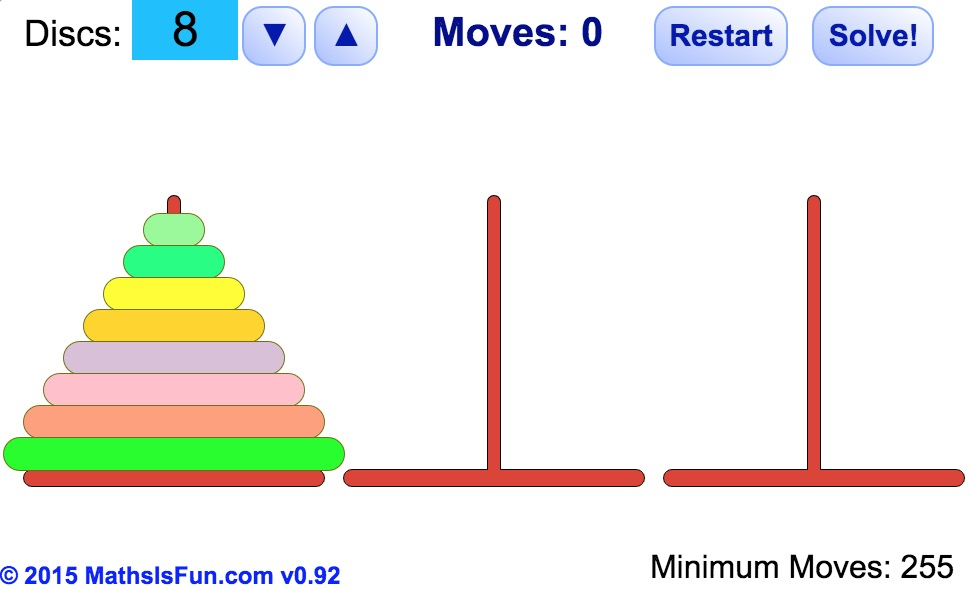 Discs: 8 ▼ ▲ Moves: 0 Restart Solve!
© 2015 MathsIsFun.com v0.92
Minimum Moves: 255